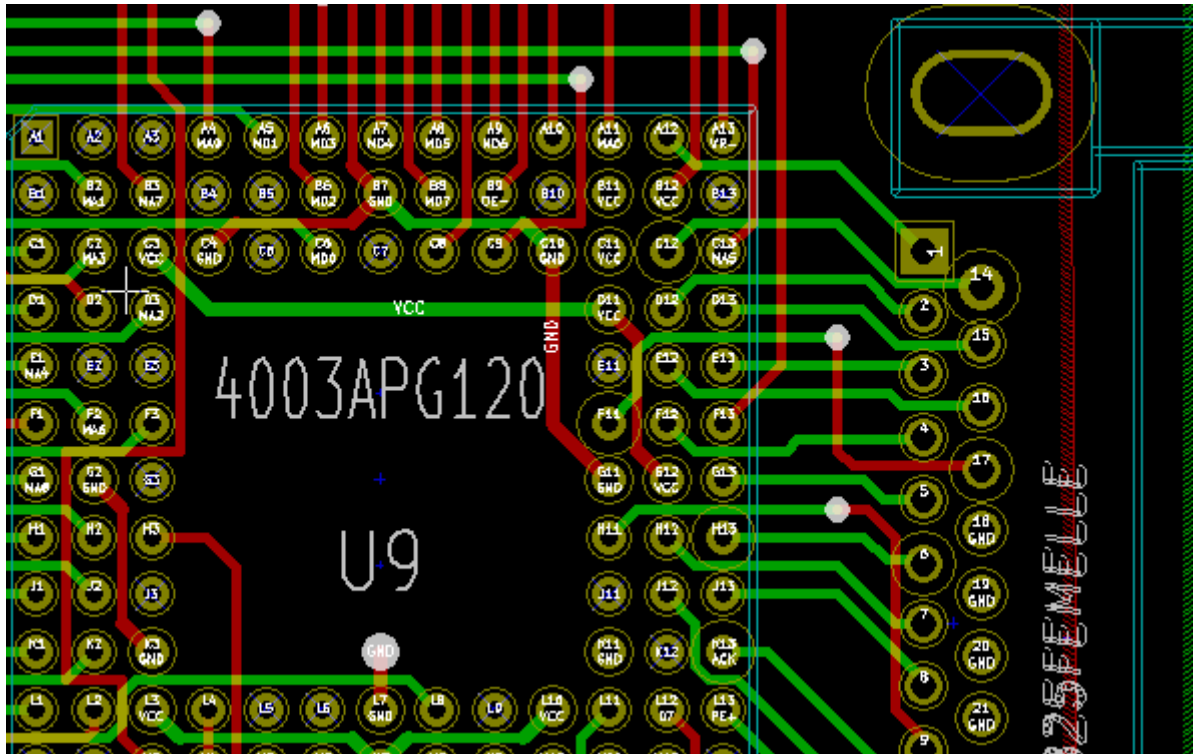 A1 A2 A3 A4 A5 A6 A7 A8 A9 A10 A11 A12 A13
MA0 MD1 MD3 MD4 MD5 MD6 MA6 VR-
B1 B2 B3 B4 B5 B6 B7 B8 B9 B10 B11 B12 B13
MA1 MA7 MD2 GND MD7 OE- VCC VCC
1
C1 C2 C3 C4 C6 C7 C8 C9 C10 C11 C12 C13
MA3 VCC GND MD0 GND VCC MA5
14
D1 D2 D3 VCC D11 D12 D13 2
MA2 VCC
GND
15
E1 E2 E3 4003APG120 E11 E12 E13 3
MA4
16
F1 F2 F3 F11 F12 F13 4
MA6
17
G1 G2 G3 G11 G12 G13 5
GND GND VCC
18
GND
H1 H2 H3 U9 H11 H12 H13 6
19
GND
J1 J2 J3 J11 J12 J13 7
K1 K2 K3 GND K11 K12 K13 20
GND GND ACK GND
8
L1 L2 L3 L4 L5 L6 L7 L8 L9 L10 L11 L12 L13 21
VCC GND VCC D7 PE+ GND
9